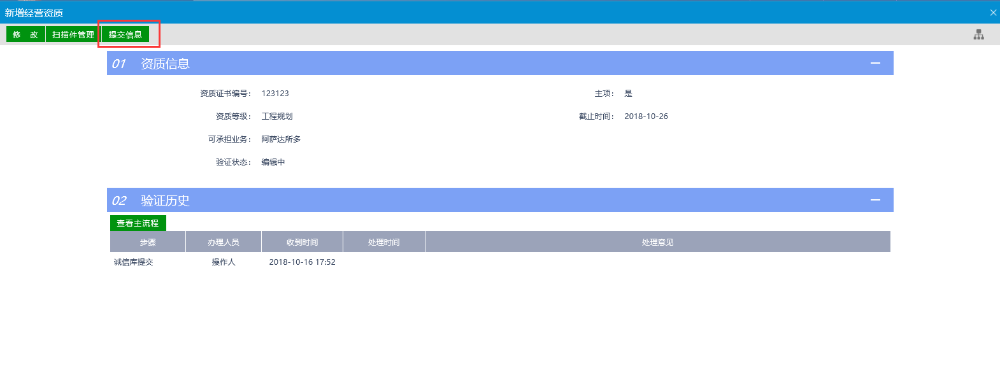 新增经营资质
修 改 扫描件管理 提交信息
01 资质信息
资质证书编号： 123123 主项： 是
资质等级： 工程规划 截止时间： 2018-10-26
可承担业务： 阿萨达所多
验证状态： 编辑中
02 验证历史
查看主流程
步骤 办理人员 收到时间 处理时间 处理意见
诚信库提交 操作人 2018-10-16 17:52